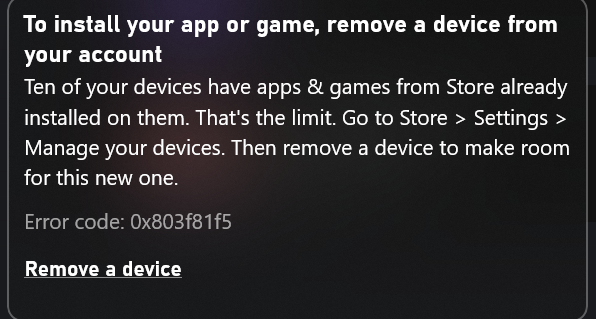 To install your app or game, remove a device from
your account
Ten of your devices have apps & games from Store already
installed on them. That's the limit. Go to Store > Settings >
Manage your devices. Then remove a device to make room
for this new one.
Error code: 0x803f81f5
Remove a device